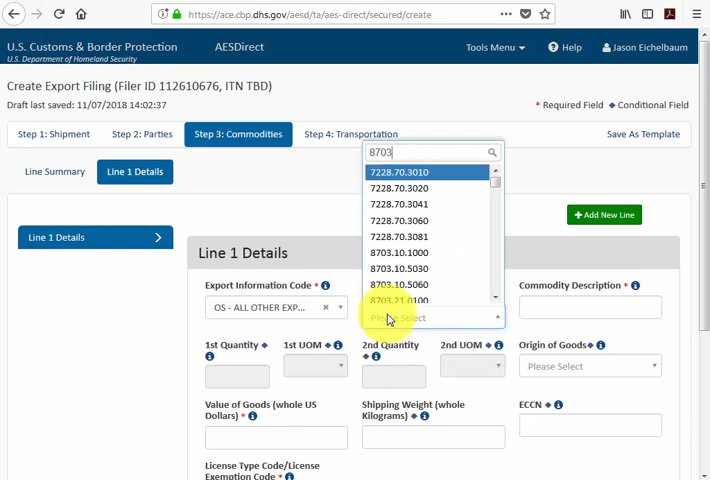 https://ace.cbp.dhs.gov/aesd/ta/aes-direct/secured/create
U.S. Customs & Border Protection
U.S. Department of Homeland Security
AESDirect
Tools Menu
Help
Jason Eichelbaum
Create Export Filing (Filer ID 112610676, ITN TBD)
Draft last saved: 11/07/2018 14:02:37
* Required Field
Conditional Field
Step 1: Shipment
Step 2: Parties
Step 3: Commodities
Step 4: Transportation
Save As Template
8703
Line Summary
Line 1 Details
7228.70.3010
7228.70.3020
7228.70.3041
7228.70.3060
7228.70.3081
8703.10.1000
8703.10.5030
8703.10.5060
8703.21.0100
Add New Line
Line 1 Details
Line 1 Details
Export Information Code *
Commodity Description *
OS - ALL OTHER EXP...
Please Select
1st Quantity
1st UOM
2nd Quantity
2nd UOM
Origin of Goods
Please Select
Value of Goods (whole US Dollars) *
Shipping Weight (whole Kilograms)
ECCN
License Type Code/License
Exemption Code *